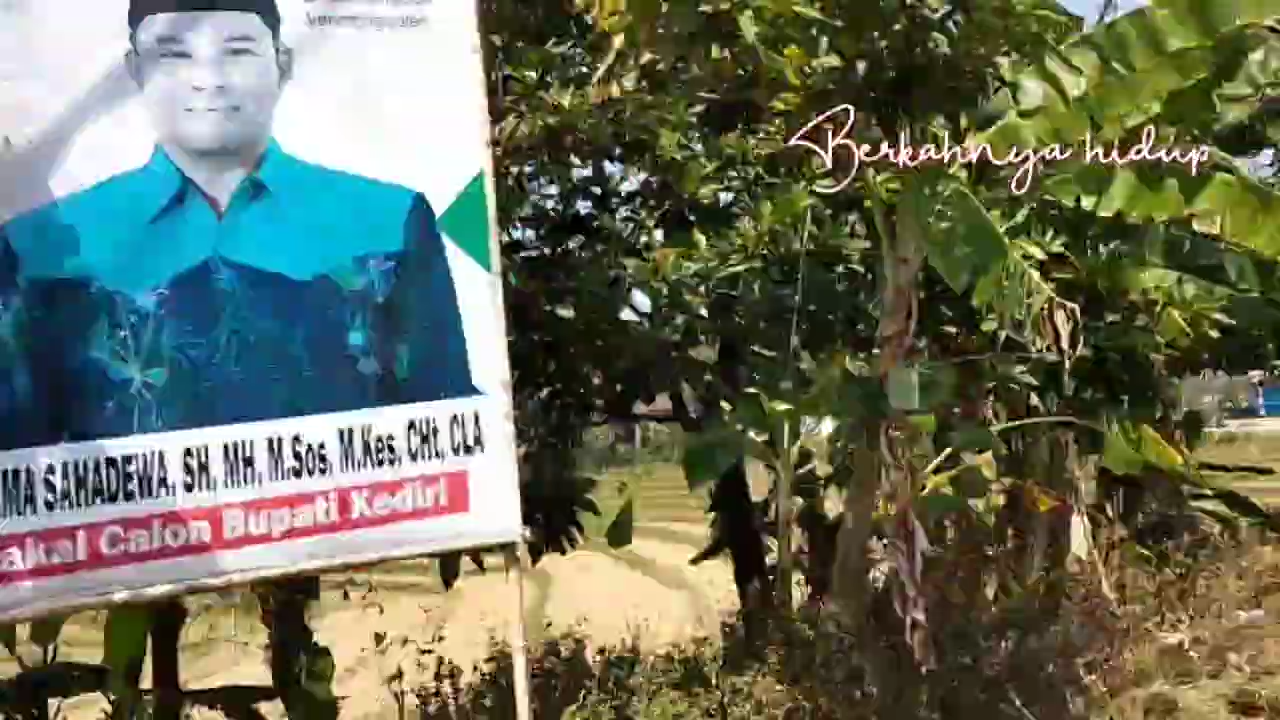 Berkahnya hidup
MA SAHADEWA, SH, MH, M.Sos, M.Kes, CHt, CLA
akal Calon Bupati Kediri